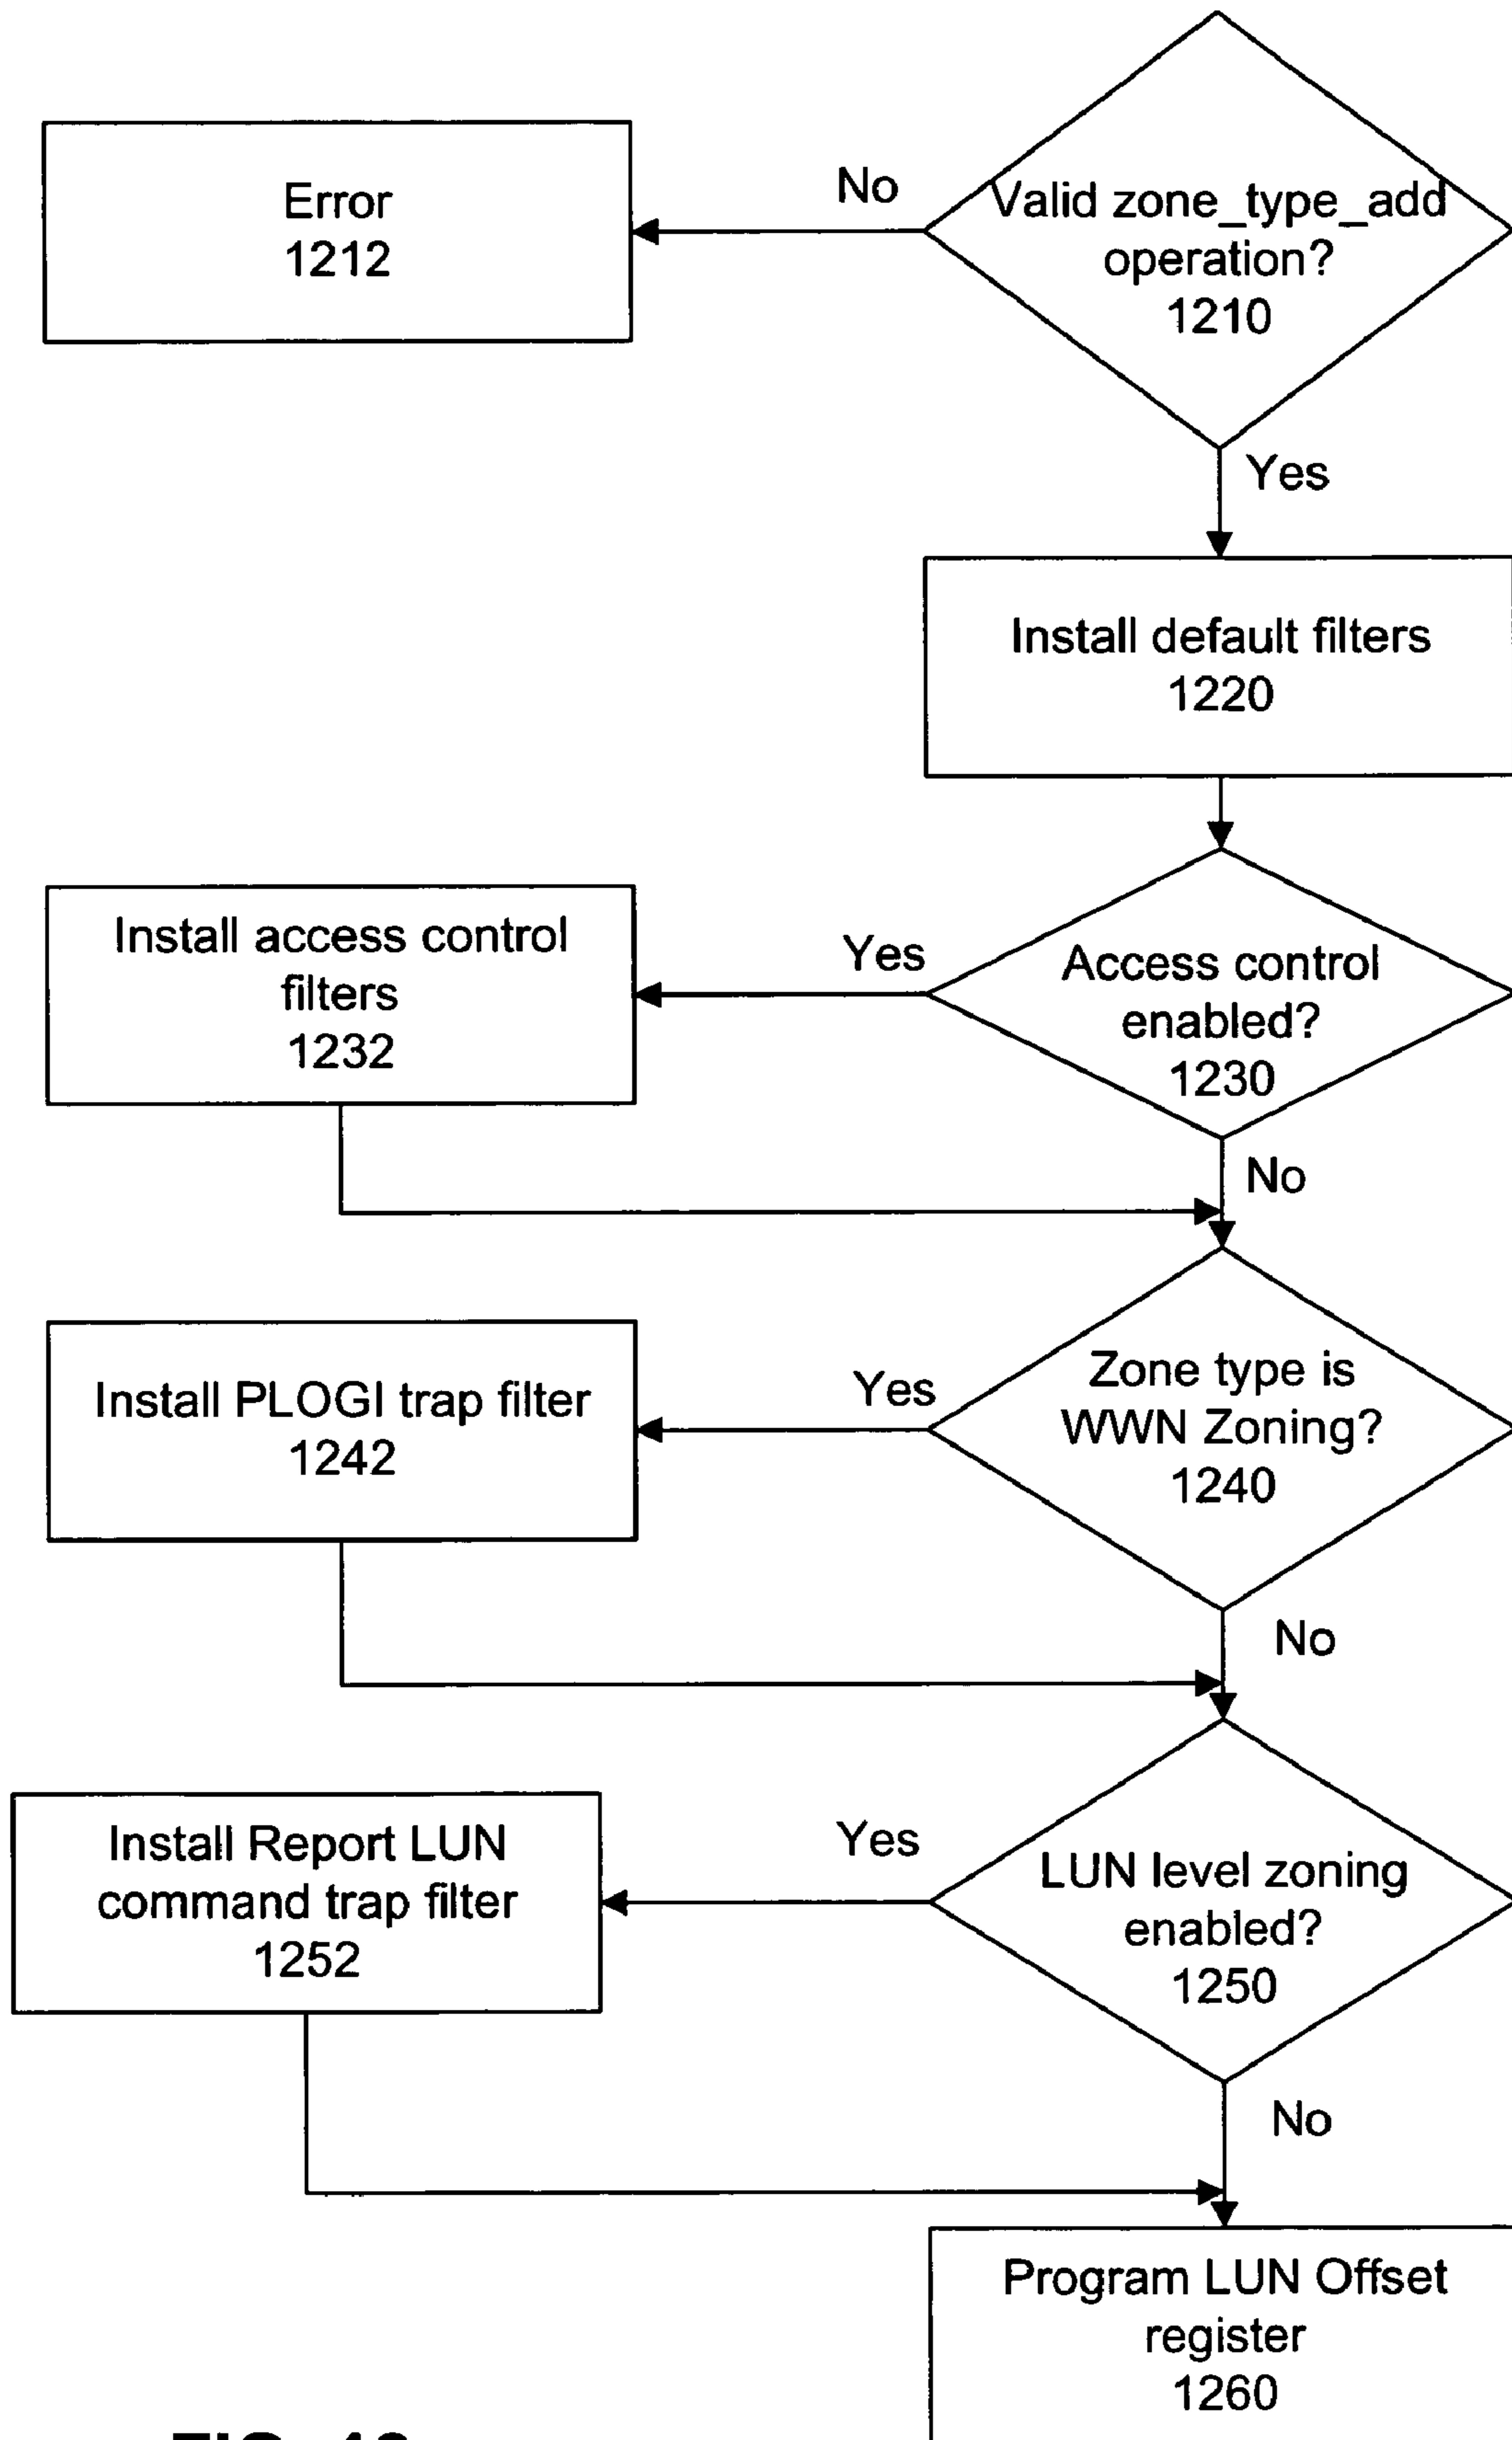 Valid zone_type_add
operation?
1210
No
Error
1212
Yes
Install default filters
1220
Access control
enabled?
1230
Yes
Install access control
filters
1232
No
Zone type is
WWN Zoning?
1240
Yes
Install PLOGI trap filter
1242
No
LUN level zoning
enabled?
1250
Yes
Install Report LUN
command trap filter
1252
No
Program LUN Offset
register
1260